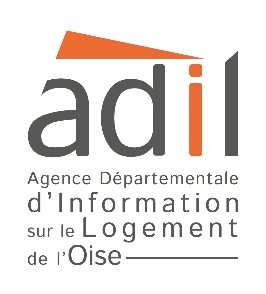 adil
Agence Départementale
d'Information
sur le Logement
de l'Oise